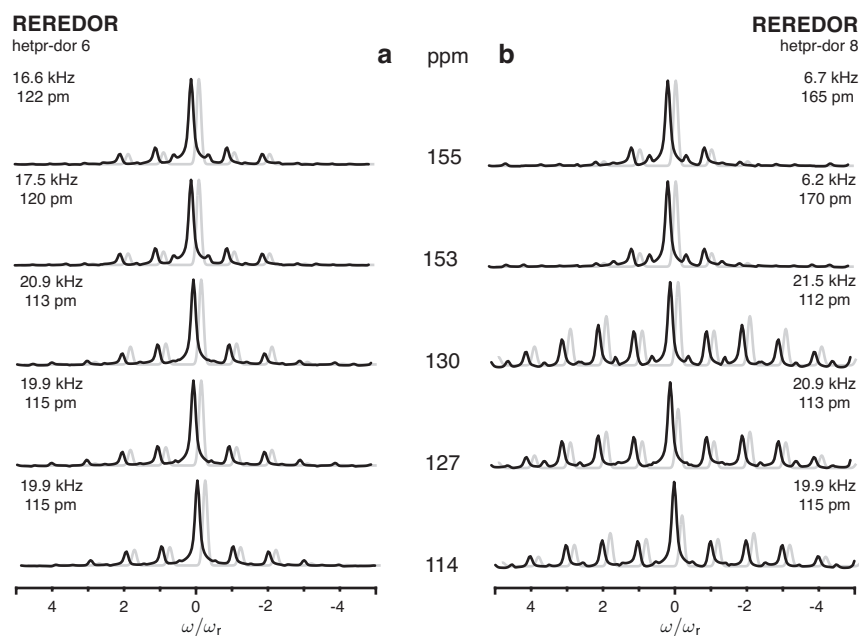 REREDOR
hetpr-dor 6
a
ppm
b
REREDOR
hetpr-dor 8
16.6 kHz
122 pm
155
6.7 kHz
165 pm
17.5 kHz
120 pm
153
6.2 kHz
170 pm
20.9 kHz
113 pm
130
21.5 kHz
112 pm
19.9 kHz
115 pm
127
20.9 kHz
113 pm
19.9 kHz
115 pm
114
19.9 kHz
115 pm
4 2 0 -2 -4
ω/ωr
4 2 0 -2 -4
ω/ωr